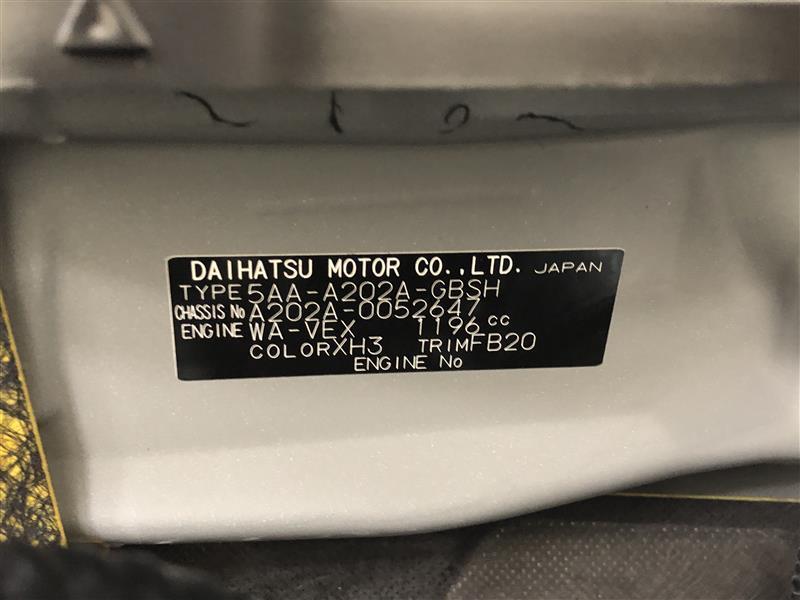 DAIHATSU MOTOR CO.,LTD. JAPAN
TYPE 5AA-A202A-GBSH
CHASSIS No A202A-0052647
ENGINE WA-VEX 1196 cc
COLOR XH3 TRIM FB20
ENGINE No